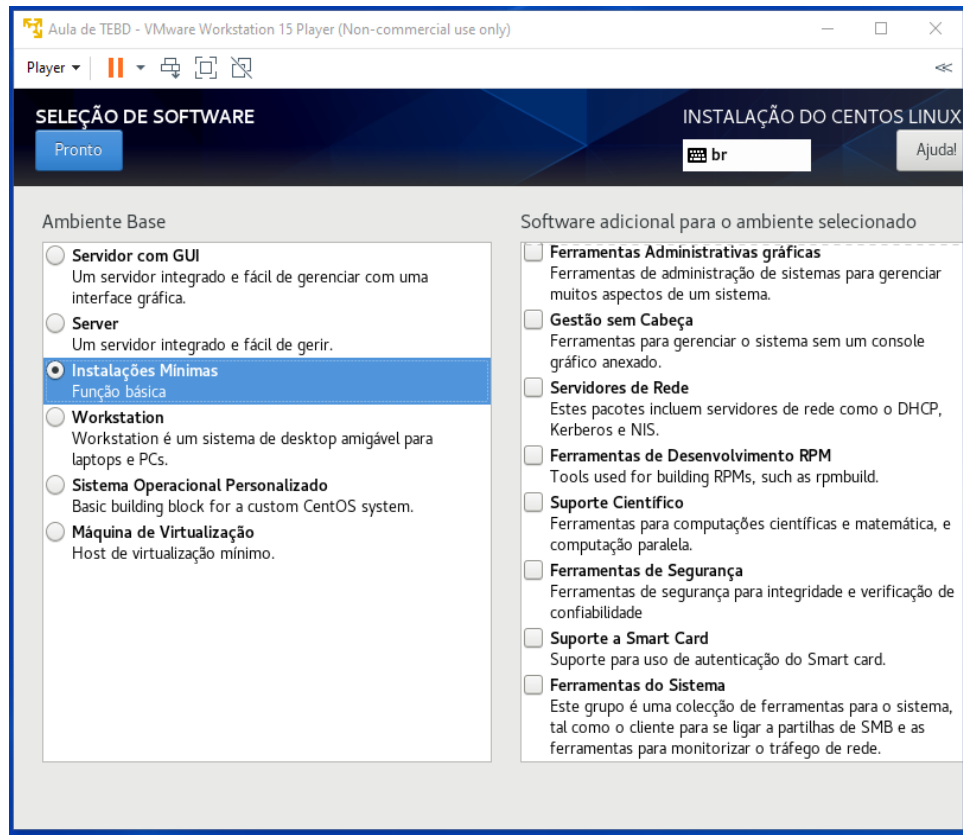 Aula de TEBD - VMware Workstation 15 Player (Non-commercial use only)
Player
SELEÇÃO DE SOFTWARE
INSTALAÇÃO DO CENTOS LINUX
Pronto
br
Ajuda!
Ambiente Base
Servidor com GUI
Um servidor integrado e fácil de gerenciar com uma
interface gráfica.
Server
Um servidor integrado e fácil de gerir.
Instalações Mínimas
Função básica
Workstation
Workstation é um sistema de desktop amigável para
laptops e PCs.
Sistema Operacional Personalizado
Basic building block for a custom CentOS system.
Máquina de Virtualização
Host de virtualização mínimo.
Software adicional para o ambiente selecionado
Ferramentas Administrativas gráficas
Ferramentas de administração de sistemas para gerenciar
muitos aspectos de um sistema.
Gestão sem Cabeça
Ferramentas para gerenciar o sistema sem um console
gráfico anexado.
Servidores de Rede
Estes pacotes incluem servidores de rede como o DHCP,
Kerberos e NIS.
Ferramentas de Desenvolvimento RPM
Tools used for building RPMs, such as rpmbuild.
Suporte Científico
Ferramentas para computações científicas e matemática, e
computação paralela.
Ferramentas de Segurança
Ferramentas de segurança para integridade e verificação de
confiabilidade
Suporte a Smart Card
Suporte para uso de autenticação do Smart card.
Ferramentas do Sistema
Este grupo é uma colecção de ferramentas para o sistema,
tal como o cliente para se ligar a partilhas de SMB e as
ferramentas para monitorizar o tráfego de rede.